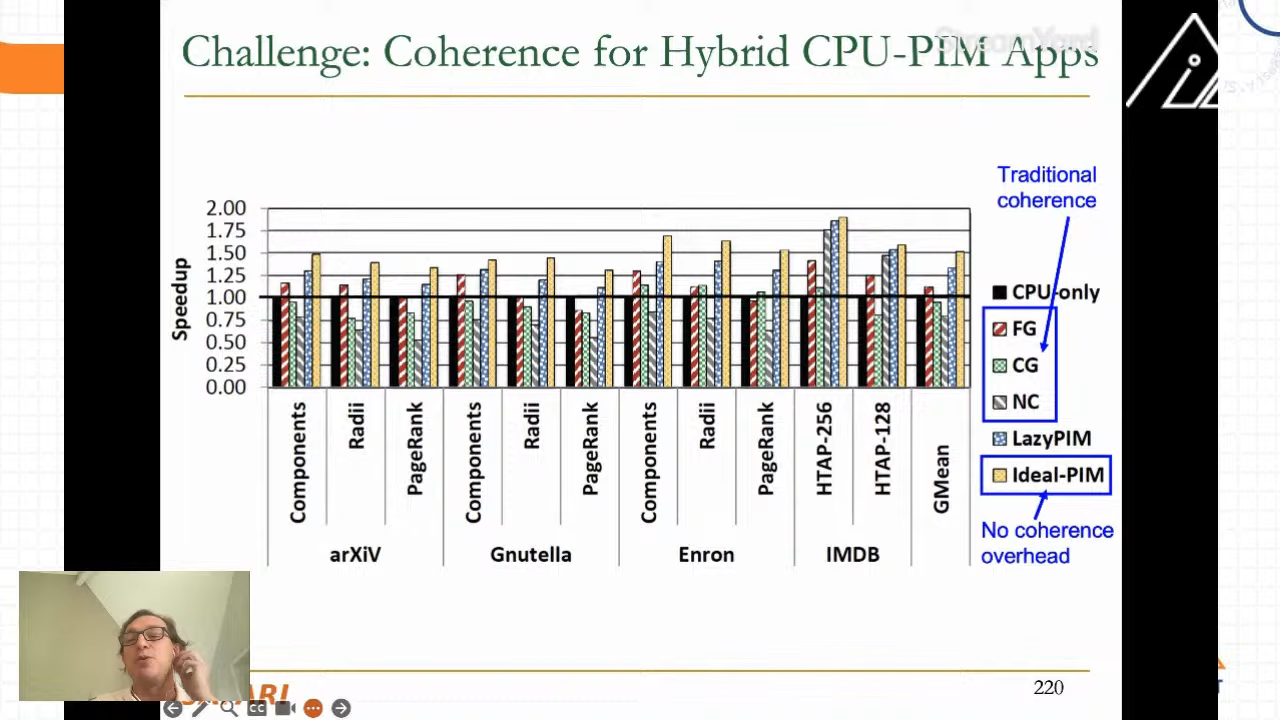 Challenge: Coherence for Hybrid CPU-PIM Apps
StreamYard
Traditional
coherence
2.00
1.75
1.50
1.25
1.00
0.75
0.50
0.25
0.00
Speedup
CPU-only
FG
CG
NC
LazyPIM
Ideal-PIM
No coherence
overhead
Components
Radii
PageRank
Components
Radii
PageRank
Components
Radii
PageRank
HTAP-256
HTAP-128
GMean
arXiV
Gnutella
Enron
IMDB
220
CC